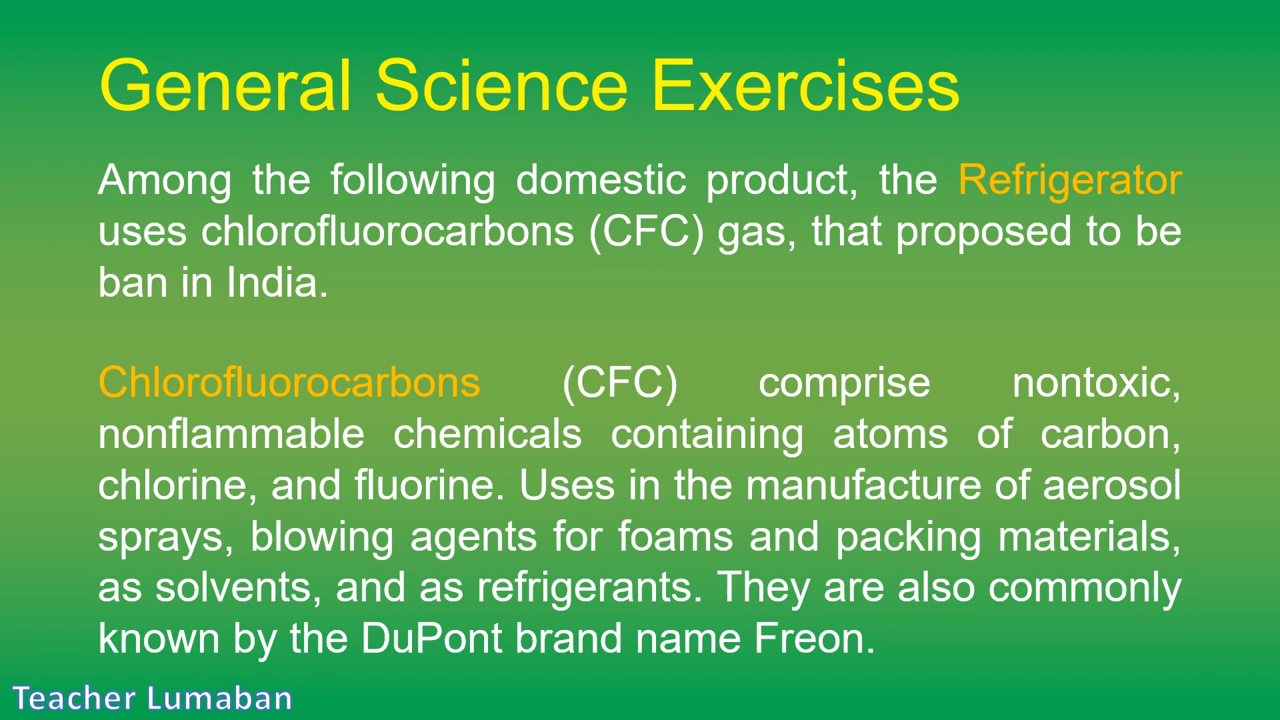 General Science Exercises
Among the following domestic product, the Refrigerator
uses chlorofluorocarbons (CFC) gas, that proposed to be
ban in India.
Chlorofluorocarbons (CFC) comprise nontoxic,
nonflammable chemicals containing atoms of carbon,
chlorine, and fluorine. Uses in the manufacture of aerosol
sprays, blowing agents for foams and packing materials,
as solvents, and as refrigerants. They are also commonly
known by the DuPont brand name Freon.
Teacher Lumaban